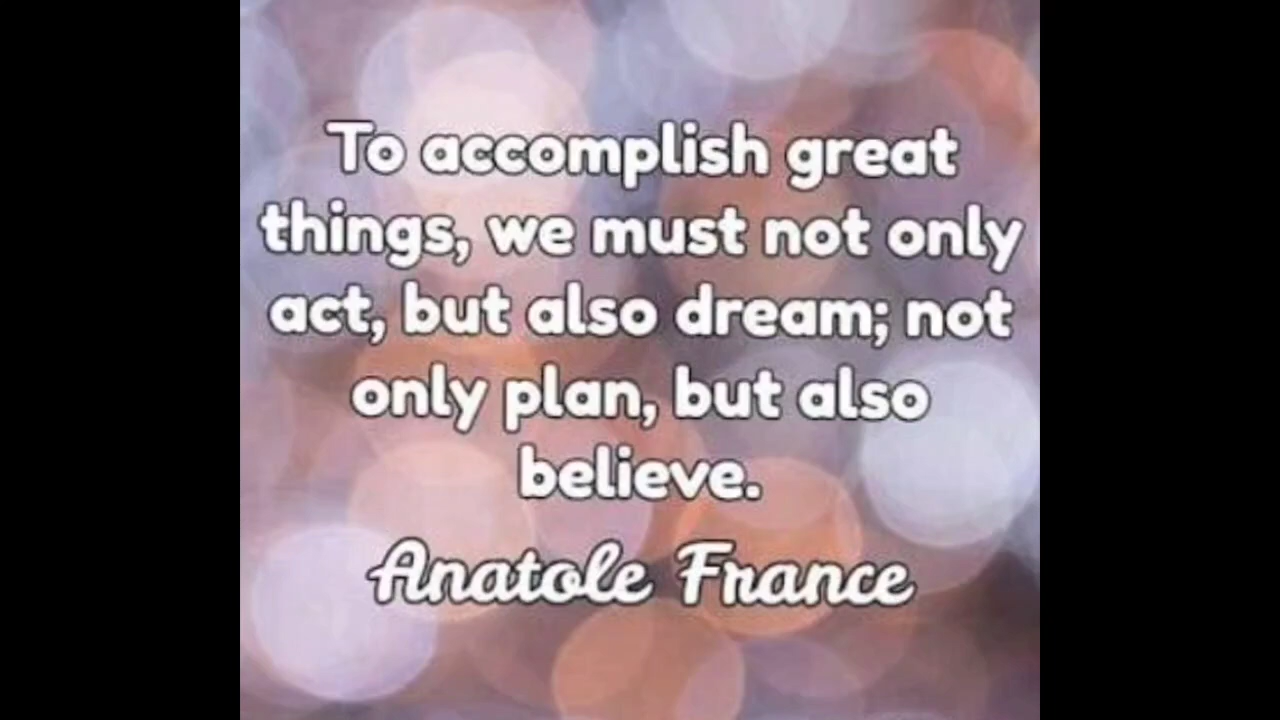 To accomplish great
things, we must not only
act, but also dream; not
only plan, but also
believe.
Anatole France